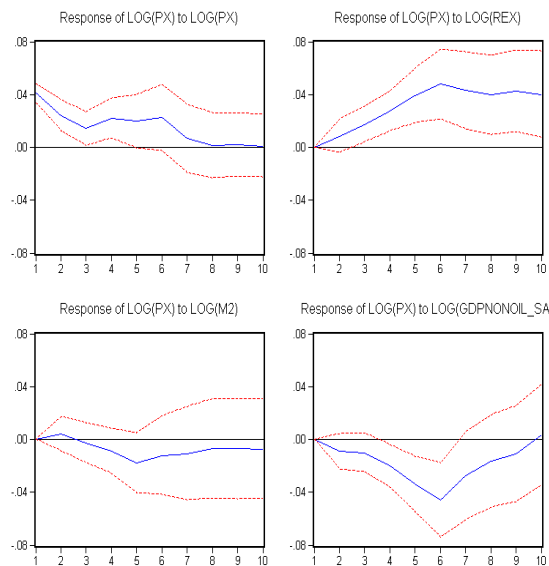 Response of LOG(PX) to LOG(PX)
.08
.04
.00
-.04
-.08
1 2 3 4 5 6 7 8 9 10
Response of LOG(PX) to LOG(REX)
.08
.04
.00
-.04
-.08
1 2 3 4 5 6 7 8 9 10
Response of LOG(PX) to LOG(M2)
.08
.04
.00
-.04
-.08
1 2 3 4 5 6 7 8 9 10
Response of LOG(PX) to LOG(GDPNONOIL_SA
.08
.04
.00
-.04
-.08
1 2 3 4 5 6 7 8 9 10